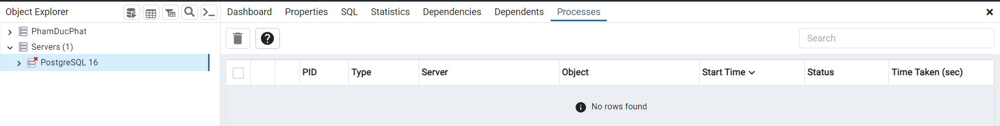 Object Explorer
Dashboard Properties SQL Statistics Dependencies Dependents Processes
PhamDucPhat
Servers (1)
PostgreSQL 16
Search
PID Type Server Object Start Time Status Time Taken (sec)
No rows found